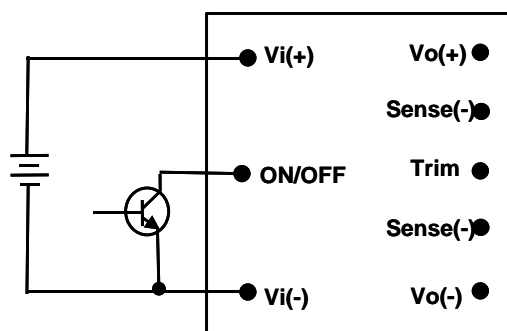 Vi(+)
Vo(+)
Sense(-)
ON/OFF
Trim
Sense(-)
Vi(-)
Vo(-)